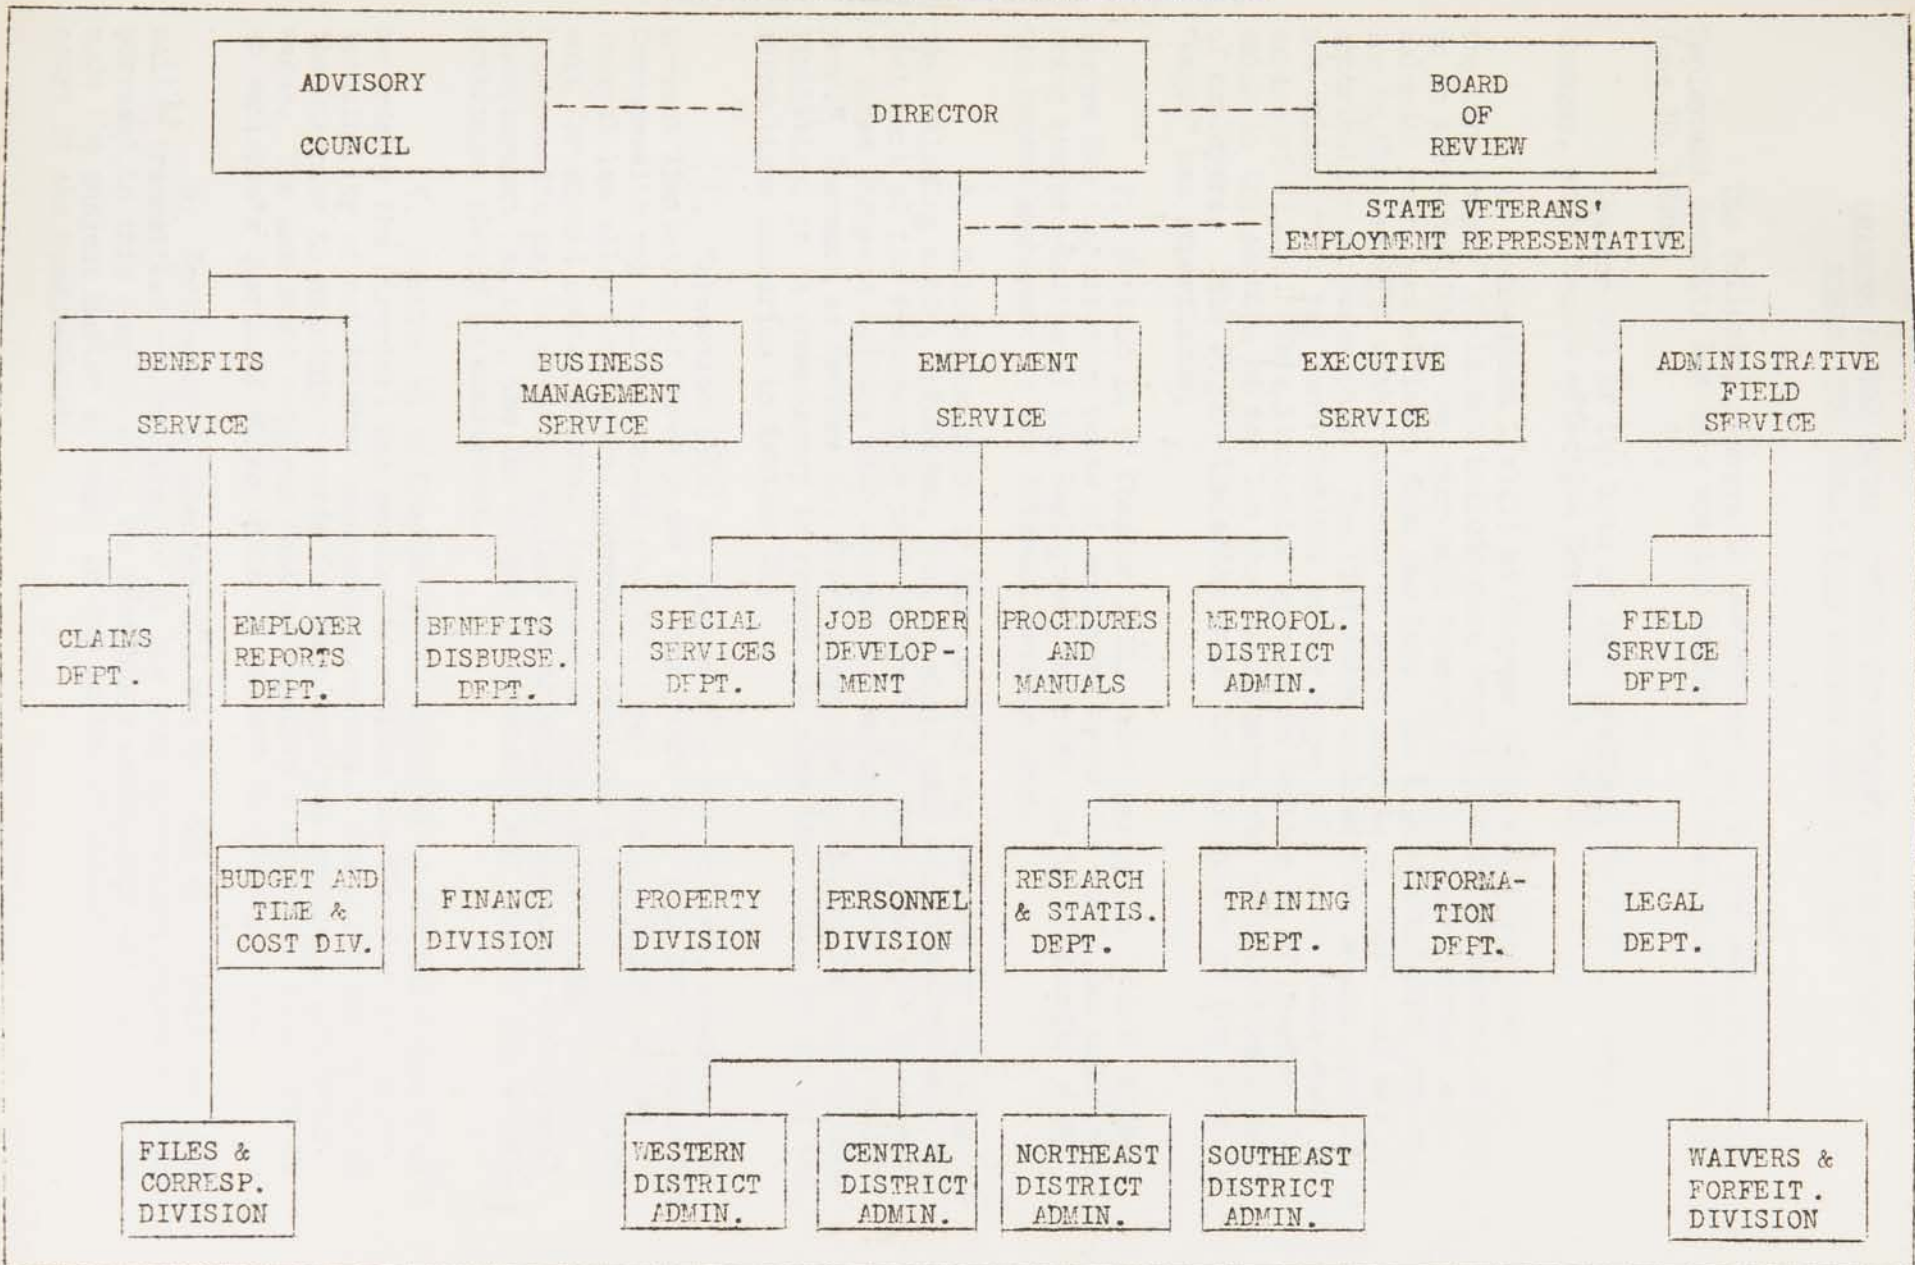 ADVISORY
COUNCIL
DIRECTOR
BOARD
OF
REVIEW
STATE VETERANS'
EMPLOYMENT REPRESENTATIVE
BENEFITS
SERVICE
BUSINESS
MANAGEMENT
SERVICE
EMPLOYMENT
SERVICE
EXECUTIVE
SERVICE
ADMINISTRATIVE
FIELD
SERVICE
CLAIMS
DEPT.
EMPLOYER
REPORTS
DEPT.
BENEFITS
DISBURSE.
DEPT.
SPECIAL
SERVICES
DEPT.
JOB ORDER
DEVELOP-
MENT
PROCEDURES
AND
MANUALS
METROPOL.
DISTRICT
ADMIN.
FIELD
SERVICE
DEPT.
BUDGET AND
TIME &
COST DIV.
FINANCE
DIVISION
PROPERTY
DIVISION
PERSONNEL
DIVISION
RESEARCH
& STATIS.
DEPT.
TRAINING
DEPT.
INFORMA-
TION
DEPT.
LEGAL
DEPT.
FILES &
CORRESP.
DIVISION
WESTERN
DISTRICT
ADMIN.
CENTRAL
DISTRICT
ADMIN.
NORTHEAST
DISTRICT
ADMIN.
SOUTHEAST
DISTRICT
ADMIN.
WAIVERS &
FORFEIT.
DIVISION